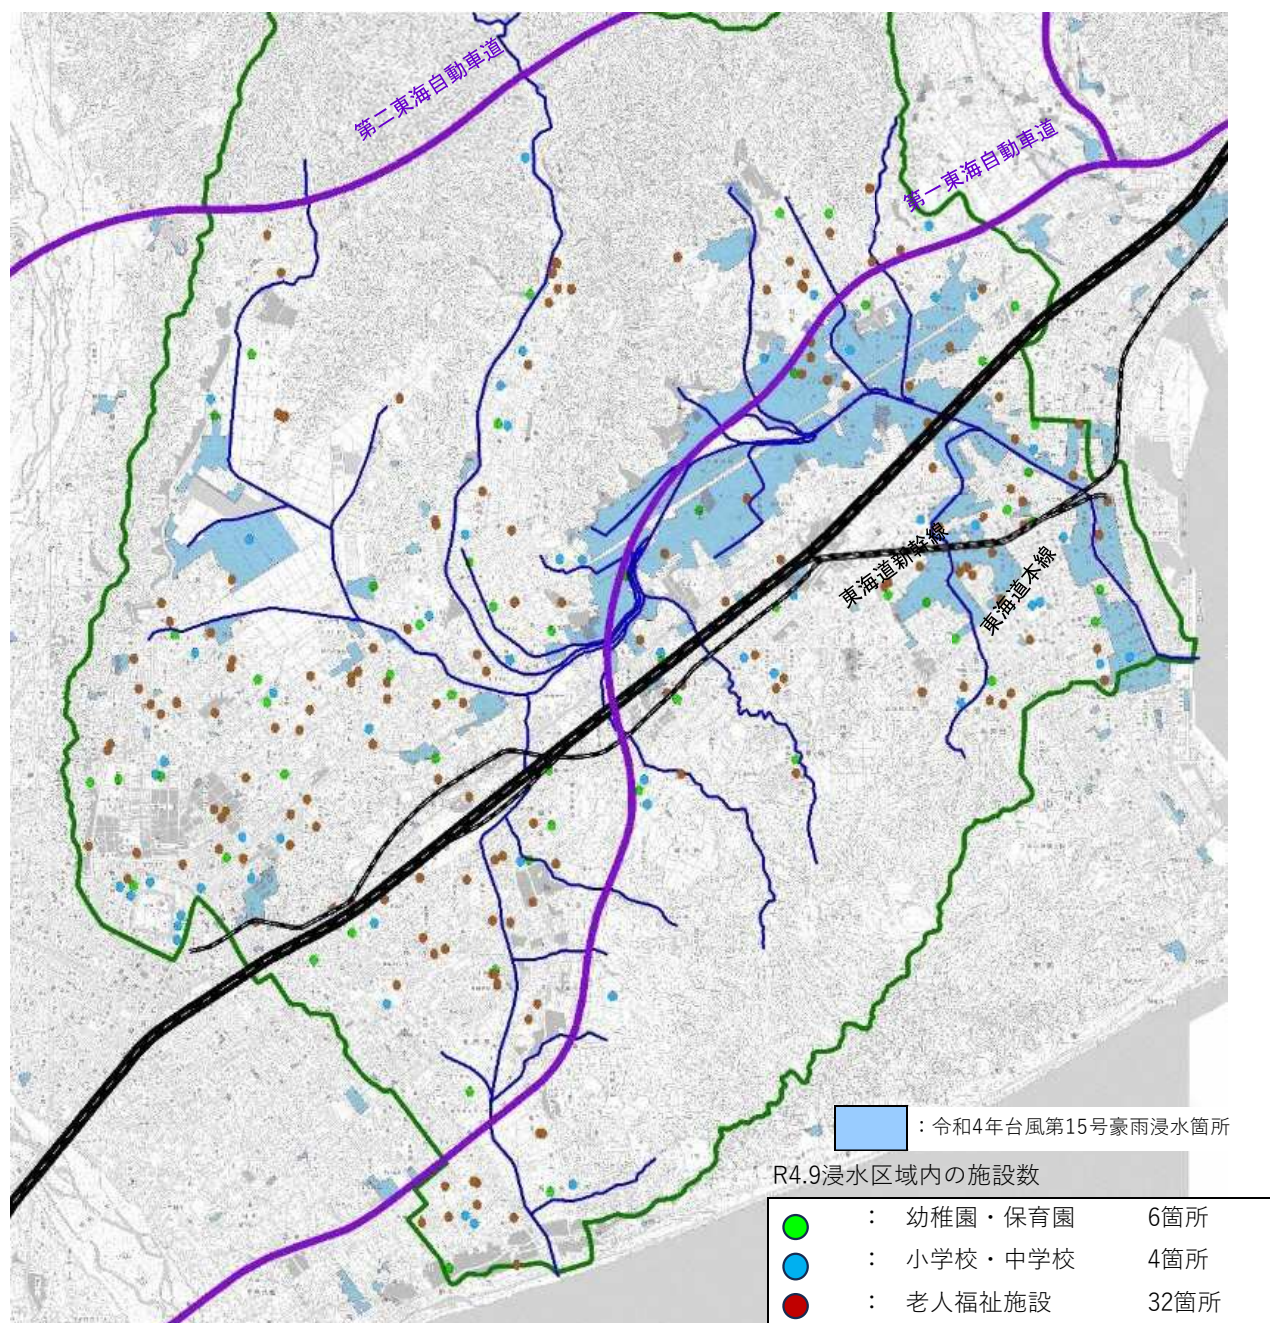 第二東海自動車道
第一東海自動車道
東海道新幹線
東海道本線
：令和4年台風第15号豪雨浸水箇所
R4.9浸水区域内の施設数
： 幼稚園・保育園 6箇所
： 小学校・中学校 4箇所
： 老人福祉施設 32箇所